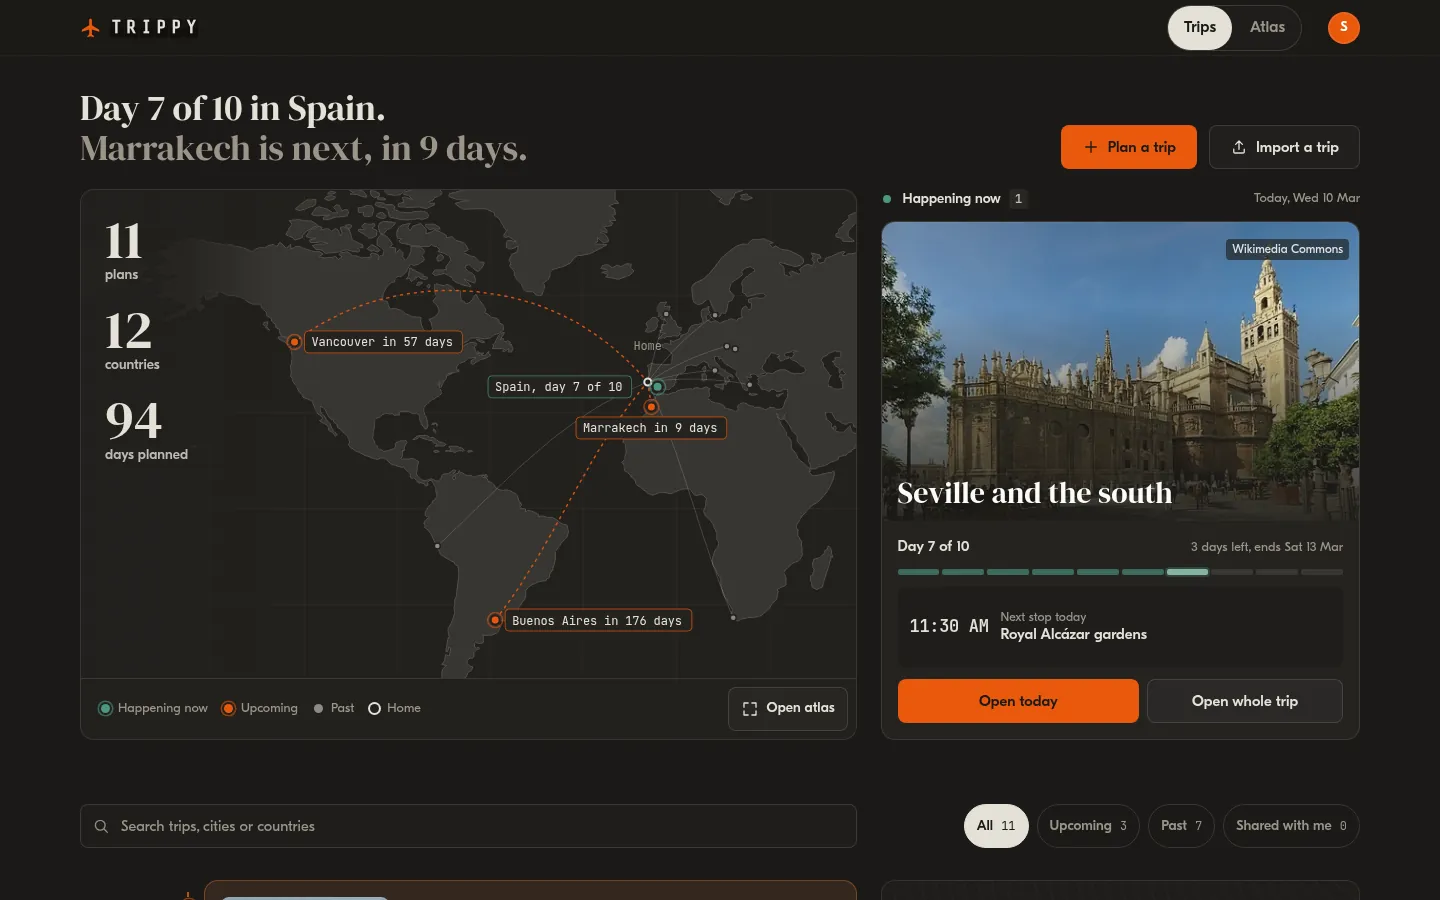 TRIPPY
Trips
Atlas
S
Day 7 of 10 in Spain.
Marrakech is next, in 9 days.
Plan a trip
Import a trip
11
plans
12
countries
94
days planned
Vancouver in 57 days
Home
Spain, day 7 of 10
Marrakech in 9 days
Buenos Aires in 176 days
Happening now
Upcoming
Past
Home
Open atlas
Happening now 1
Today, Wed 10 Mar
Wikimedia Commons
Seville and the south
Day 7 of 10
3 days left, ends Sat 13 Mar
11:30 AM
Next stop today
Royal Alcázar gardens
Open today
Open whole trip
Search trips, cities or countries
All 11
Upcoming 3
Past 7
Shared with me 0